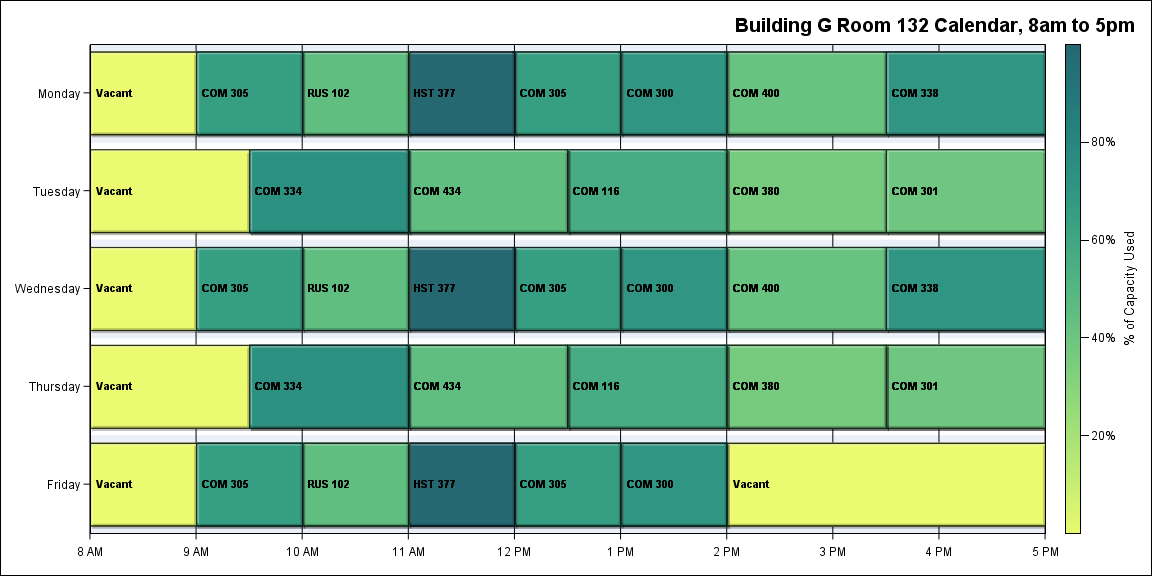 Building G Room 132 Calendar, 8am to 5pm
Monday
Vacant
COM 305
RUS 102
HST 377
COM 305
COM 300
COM 400
COM 338
Tuesday
Vacant
COM 334
COM 434
COM 116
COM 380
COM 301
Wednesday
Vacant
COM 305
RUS 102
HST 377
COM 305
COM 300
COM 400
COM 338
Thursday
Vacant
COM 334
COM 434
COM 116
COM 380
COM 301
Friday
Vacant
COM 305
RUS 102
HST 377
COM 305
COM 300
Vacant
8 AM
9 AM
10 AM
11 AM
12 PM
1 PM
2 PM
3 PM
4 PM
5 PM
80%
60%
40%
20%
% of Capacity Used